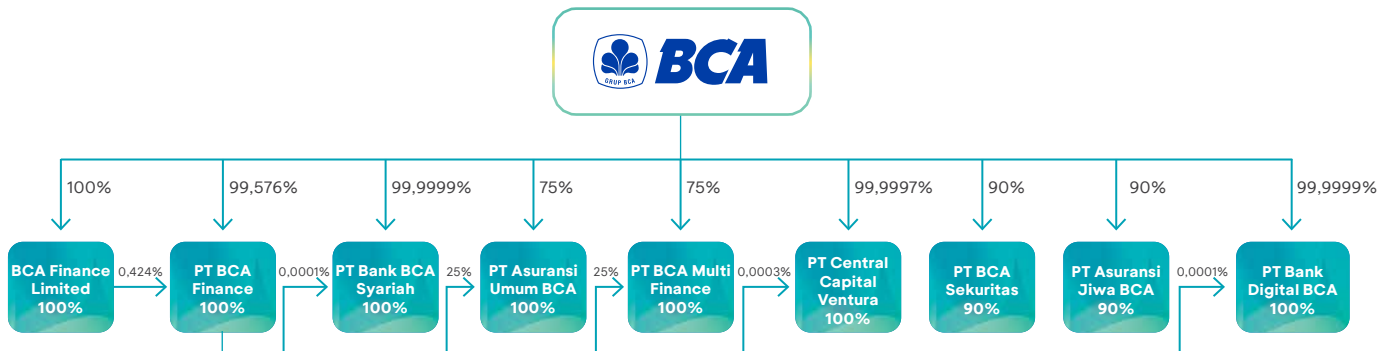 GRUP BCA
BCA
100%
99,576%
99,9999%
75%
75%
99,9997%
90%
90%
99,9999%
BCA Finance
Limited
100%
0,424%
PT BCA
Finance
100%
0,0001%
PT Bank BCA
Syariah
100%
25%
PT Asuransi
Umum BCA
100%
25%
PT BCA Multi
Finance
100%
0,0003%
PT Central
Capital
Ventura
100%
PT BCA
Sekuritas
90%
PT Asuransi
Jiwa BCA
90%
0,0001%
PT Bank
Digital BCA
100%